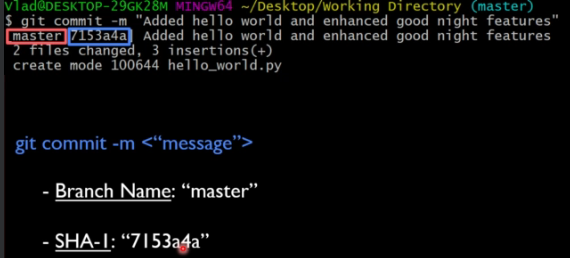 Vlad@DESKTOP-29GK28M MINGW64 ~/Desktop/Working Directory (master)
$ git commit -m "Added hello world and enhanced good night features"
master 7153a4a Added hello world and enhanced good night features
2 files changed, 3 insertions(+)
create mode 100644 hello_world.py
git commit -m <“message”>
- Branch Name: “master”
- SHA-1: “7153a4a”